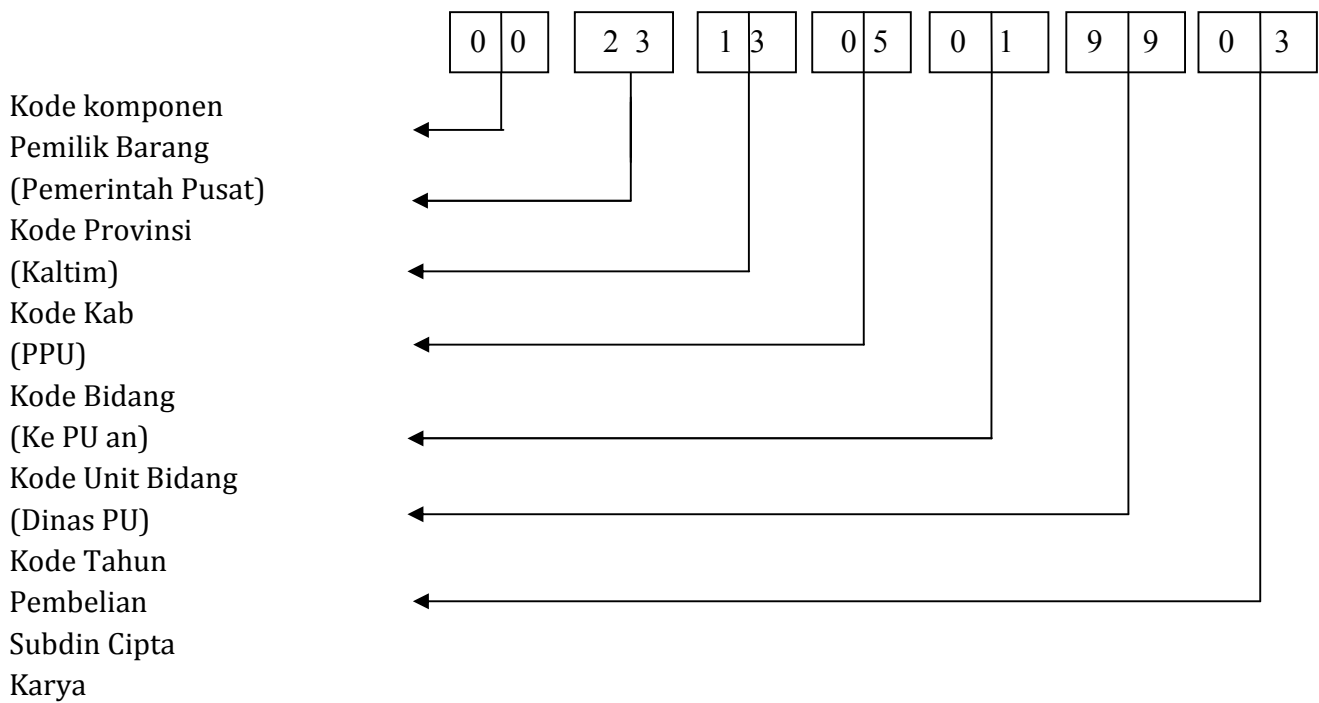 0 0 2 3 1 3 0 5 0 1 9 9 0 3
Kode komponen
Pemilik Barang
(Pemerintah Pusat)
Kode Provinsi
(Kaltim)
Kode Kab
(PPU)
Kode Bidang
(Ke PU an)
Kode Unit Bidang
(Dinas PU)
Kode Tahun
Pembelian
Subdin Cipta
Karya